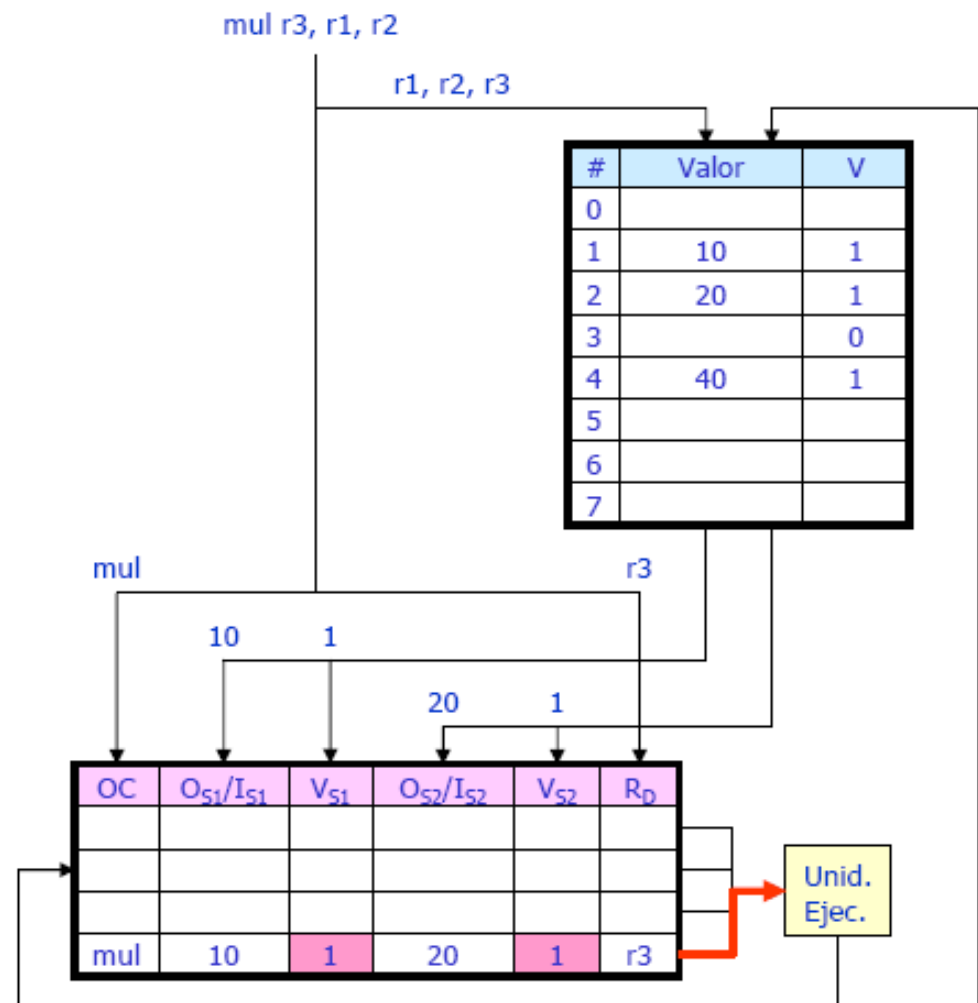 mul r3, r1, r2
r1, r2, r3
# Valor V
0
1 10 1
2 20 1
3 0
4 40 1
5
6
7
mul r3
10 1
20 1
OC OS1/IS1 VS1 OS2/IS2 VS2 RD
mul 10 1 20 1 r3
Unid.
Ejec.